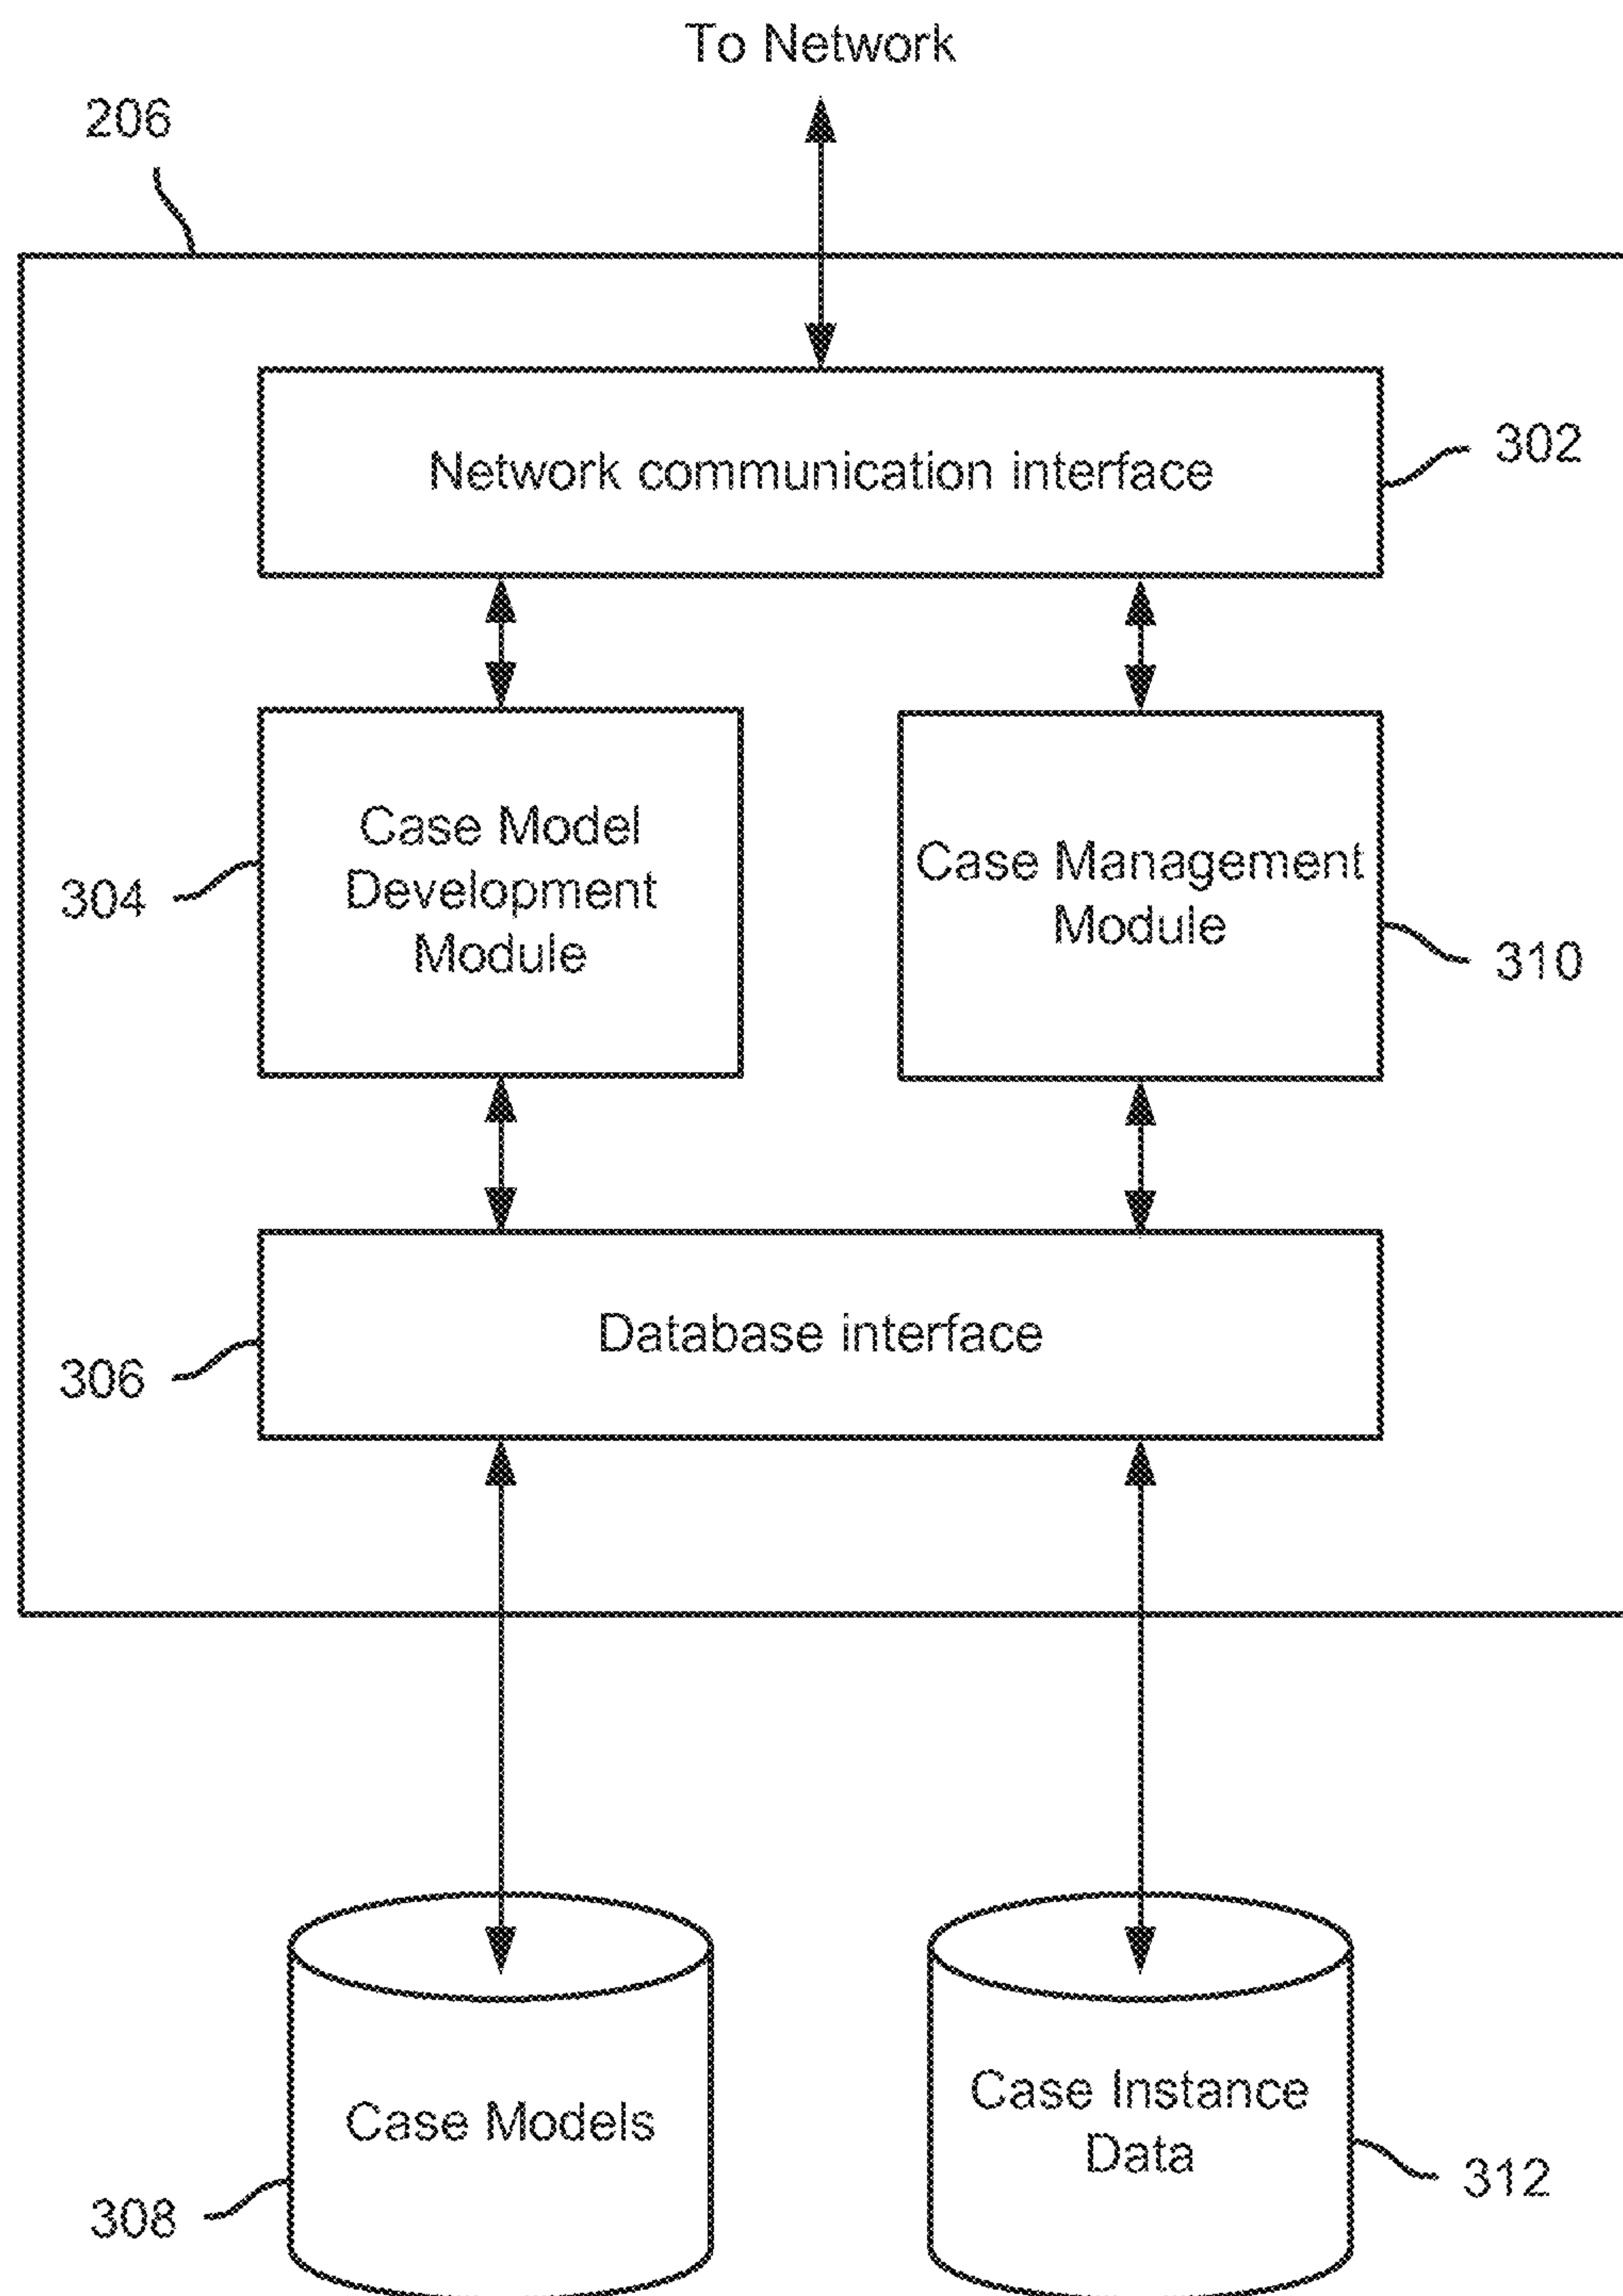 To Network
206
Network communication interface
302
Case Model
Development
Module
304
Case Management
Module
310
Database interface
306
Case Models
308
Case Instance
Data
312